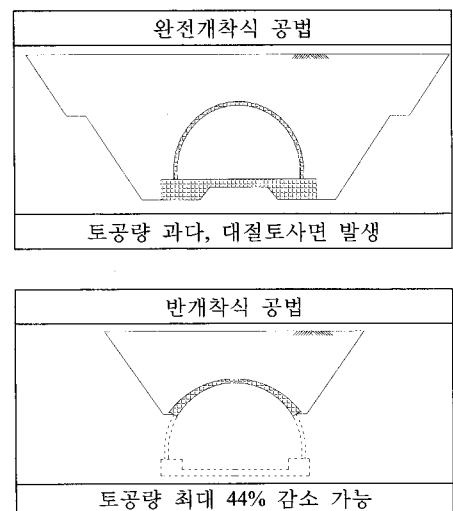 완전개착식 공법
토공량 과다, 대절토사면 발생
반개착식 공법
토공량 최대 44% 감소 가능